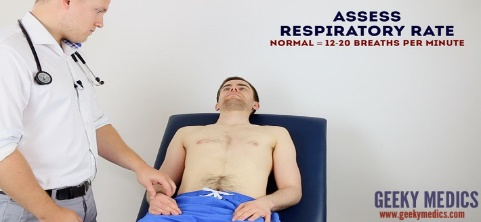 ASSESS
RESPIRATORY RATE
NORMAL = 12-20 BREATHS PER MINUTE
GEEKY MEDICS
www.geekymedics.com